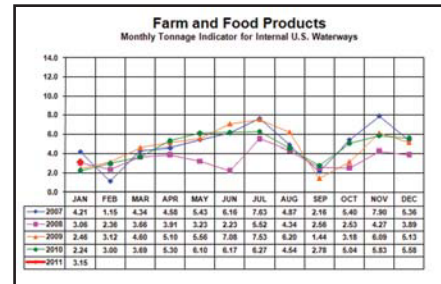 Farm and Food Products
Monthly Tonnage Indicator for Internal U.S. Waterways
14.0
12.0
10.0
8.0
6.0
4.0
2.0
0.0
JAN FEB MAR APR MAY JUN JUL AUG SEP OCT NOV DEC
2007 4.21 1.15 4.34 4.58 5.43 6.16 7.63 4.87 2.16 5.40 7.90 5.36
2008 3.06 2.36 3.66 3.91 3.23 2.23 5.52 4.34 2.56 2.53 4.27 3.89
2009 2.46 3.12 4.60 5.10 5.56 7.08 7.53 6.20 1.44 3.18 6.09 5.13
2010 2.24 3.00 3.69 5.30 6.10 6.17 6.27 4.54 2.78 5.04 5.83 5.58
2011 3.15